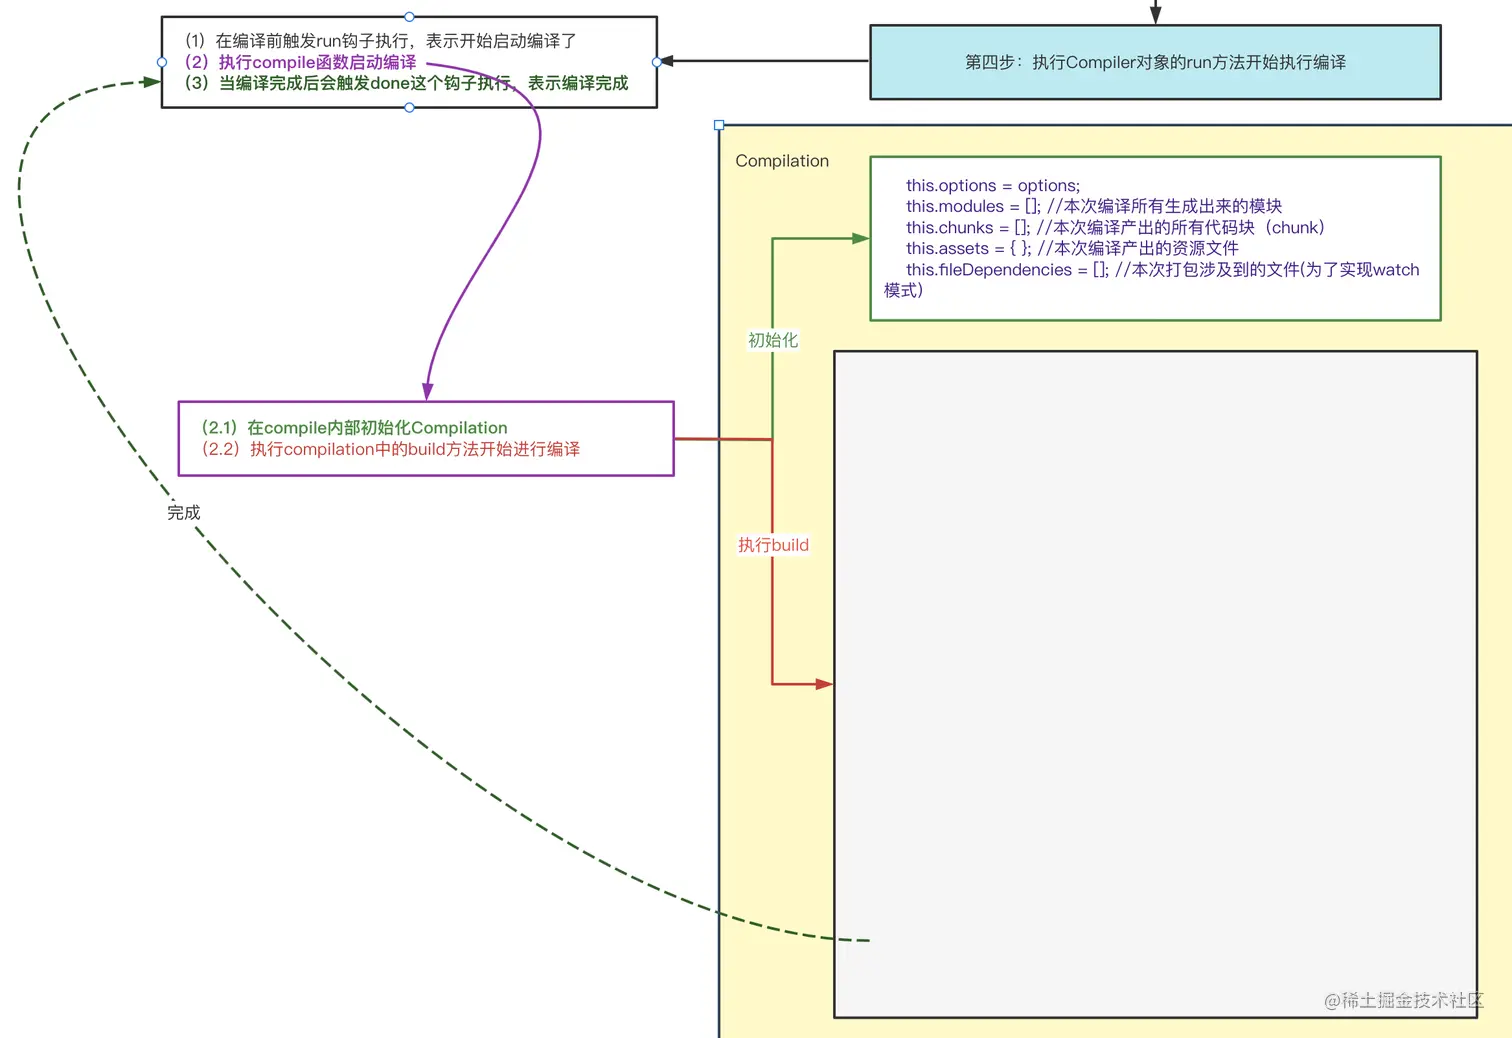 （1）在编译前触发run钩子执行，表示开始启动编译了
（2）执行compile函数启动编译
（3）当编译完成后会触发done这个钩子执行，表示编译完成
第四步：执行Compiler对象的run方法开始执行编译
Compilation
this.options = options;
this.modules = []; //本次编译所有生成出来的模块
this.chunks = []; //本次编译产出的所有代码块（chunk）
this.assets = { }; //本次编译产出的资源文件
this.fileDependencies = []; //本次打包涉及到的文件(为了实现watch
模式）
初始化
（2.1）在compile内部初始化Compilation
（2.2）执行compilation中的build方法开始进行编译
完成
执行build
@稀土掘金技术社区